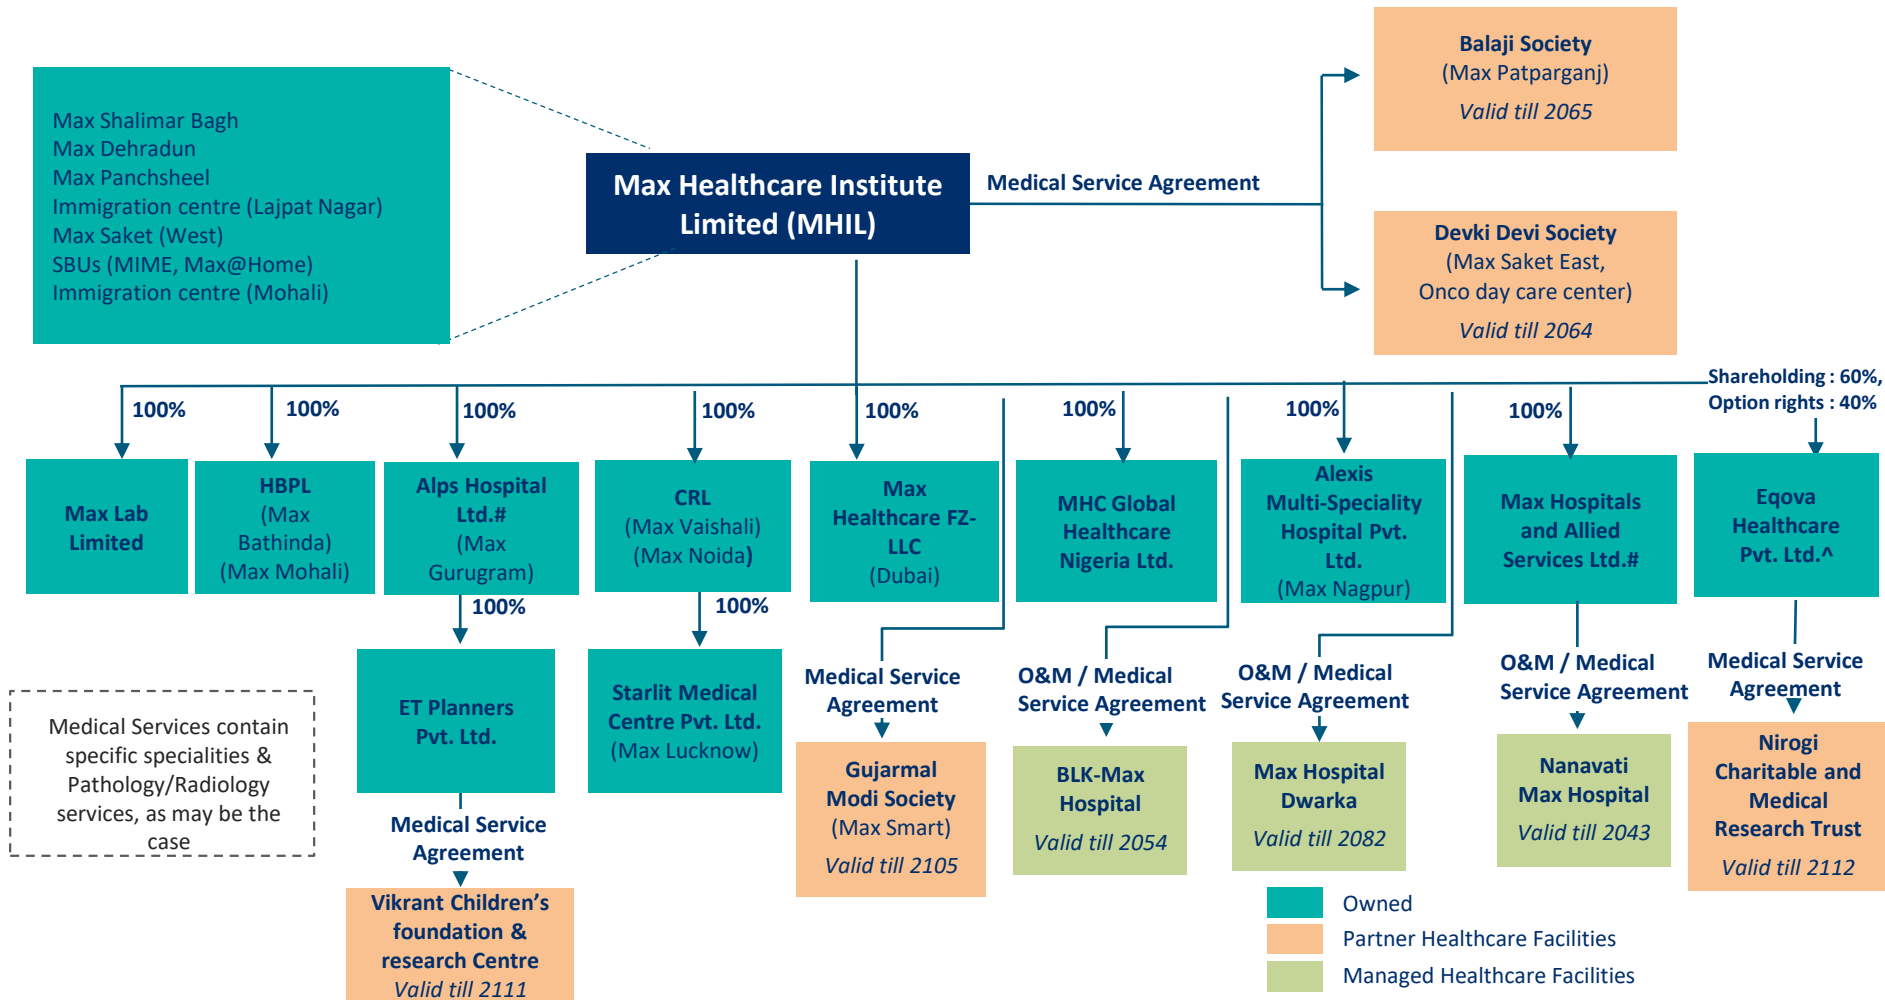 Balaji Society
(Max Patparganj)
Valid till 2065
Max Shalimar Bagh
Max Dehradun
Max Panchsheel
Immigration centre (Lajpat Nagar)
Max Saket (West)
SBUs (MIME, Max@Home)
Immigration centre (Mohali)
Max Healthcare Institute
Limited (MHIL)
Medical Service Agreement
Devki Devi Society
(Max Saket East,
Onco day care center)
Valid till 2064
Shareholding : 60%,
Option rights : 40%
100%
100%
100%
100%
100%
100%
100%
100%
Max Lab
Limited
HBPL
(Max
Bathinda)
(Max Mohali)
Alps Hospital
Ltd.#
(Max
Gurugram)
CRL
(Max Vaishali)
(Max Noida)
Max
Healthcare FZ-
LLC
(Dubai)
MHC Global
Healthcare
Nigeria Ltd.
Alexis
Multi-Speciality
Hospital Pvt.
Ltd.
(Max Nagpur)
Max Hospitals
and Allied
Services Ltd.#
Eqova
Healthcare
Pvt. Ltd.^
100%
100%
ET Planners
Pvt. Ltd.
Starlit Medical
Centre Pvt. Ltd.
(Max Lucknow)
Medical Service
Agreement
O&M / Medical
Service Agreement
O&M / Medical
Service Agreement
O&M / Medical
Service Agreement
Medical Service
Agreement
Medical Services contain
specific specialities &
Pathology/Radiology
services, as may be the
case
Gujarmal
Modi Society
(Max Smart)
Valid till 2105
BLK-Max
Hospital
Valid till 2054
Max Hospital
Dwarka
Valid till 2082
Nanavati
Max Hospital
Valid till 2043
Nirogi
Charitable and
Medical
Research Trust
Valid till 2112
Medical Service
Agreement
Vikrant Children’s
foundation &
research Centre
Valid till 2111
Owned
Partner Healthcare Facilities
Managed Healthcare Facilities